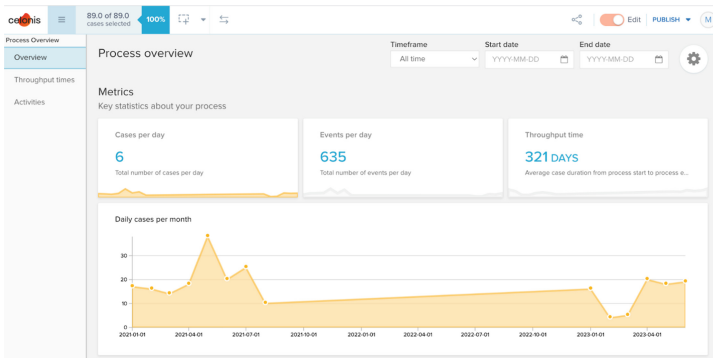 celonis
89.0 of 89.0
cases selected
100%
Edit
PUBLISH
M
Process Overview
Overview
Throughput times
Activities
Process overview
Timeframe
All time
Start date
YYYY-MM-DD
End date
YYYY-MM-DD
Metrics
Key statistics about your process
Cases per day
6
Total number of cases per day
Events per day
635
Total number of events per day
Throughput time
321 DAYS
Average case duration from process start to process e...
Daily cases per month
30
20
10
0
2021-01-01 2021-04-01 2021-07-01 2021-10-01 2022-01-01 2022-04-01 2022-07-01 2022-10-01 2023-01-01 2023-04-01